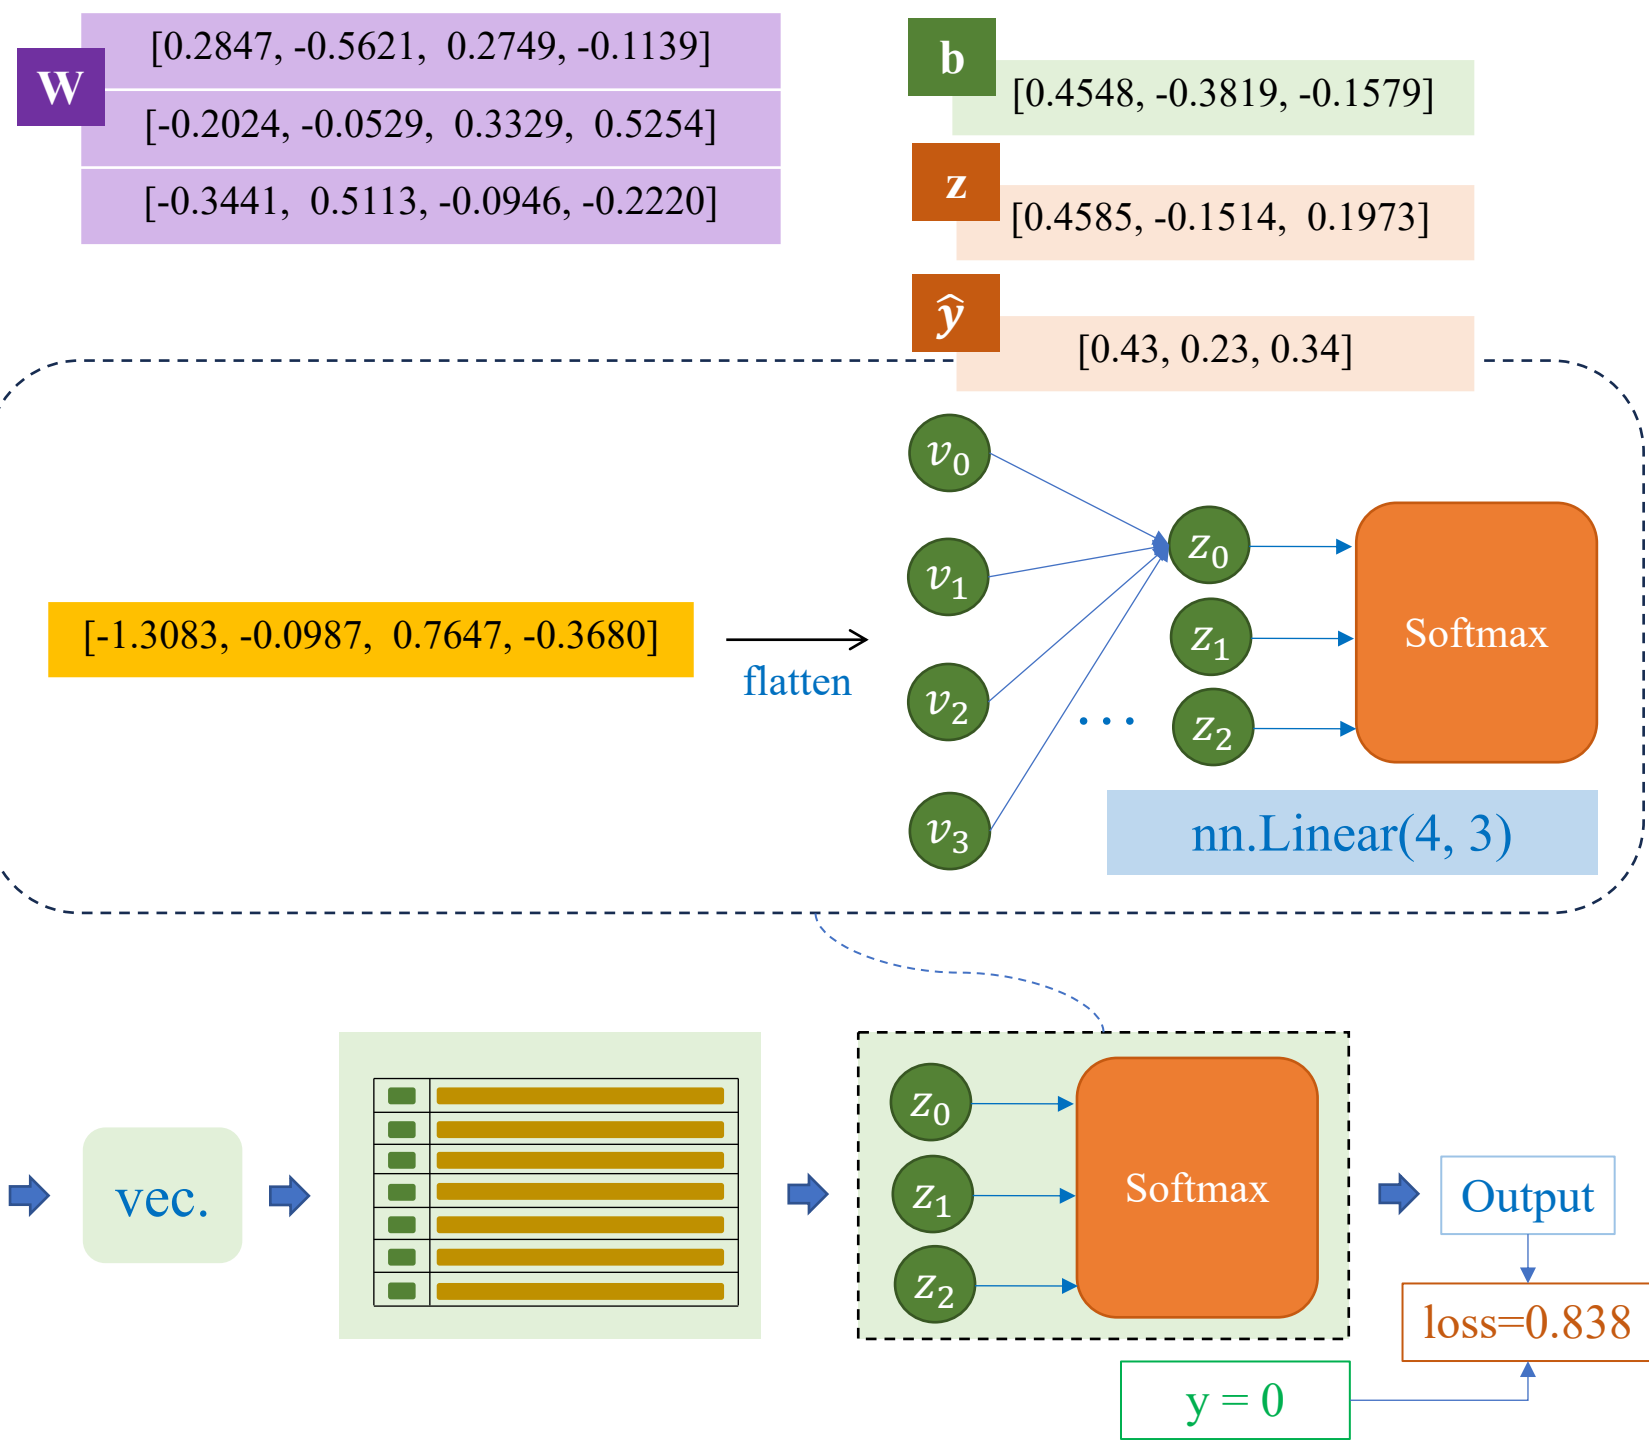 W
[0.2847, -0.5621, 0.2749, -0.1139]
[-0.2024, -0.0529, 0.3329, 0.5254]
[-0.3441, 0.5113, -0.0946, -0.2220]
b
[0.4548, -0.3819, -0.1579]
z
[0.4585, -0.1514, 0.1973]
ŷ
[0.43, 0.23, 0.34]
[-1.3083, -0.0987, 0.7647, -0.3680]
flatten
v₀
v₁
v₂
v₃
...
z₀
z₁
z₂
Softmax
nn.Linear(4, 3)
vec.
z₀
z₁
z₂
Softmax
Output
loss=0.838
y = 0